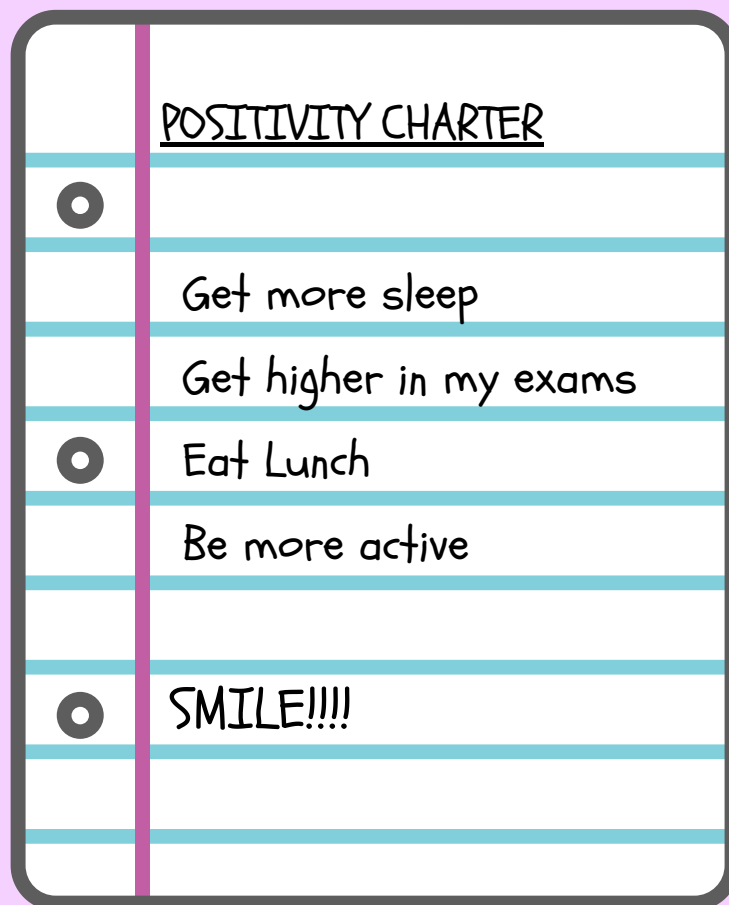 POSITIVITY CHARTER
Get more sleep
Get higher in my exams
Eat Lunch
Be more active
SMILE!!!!